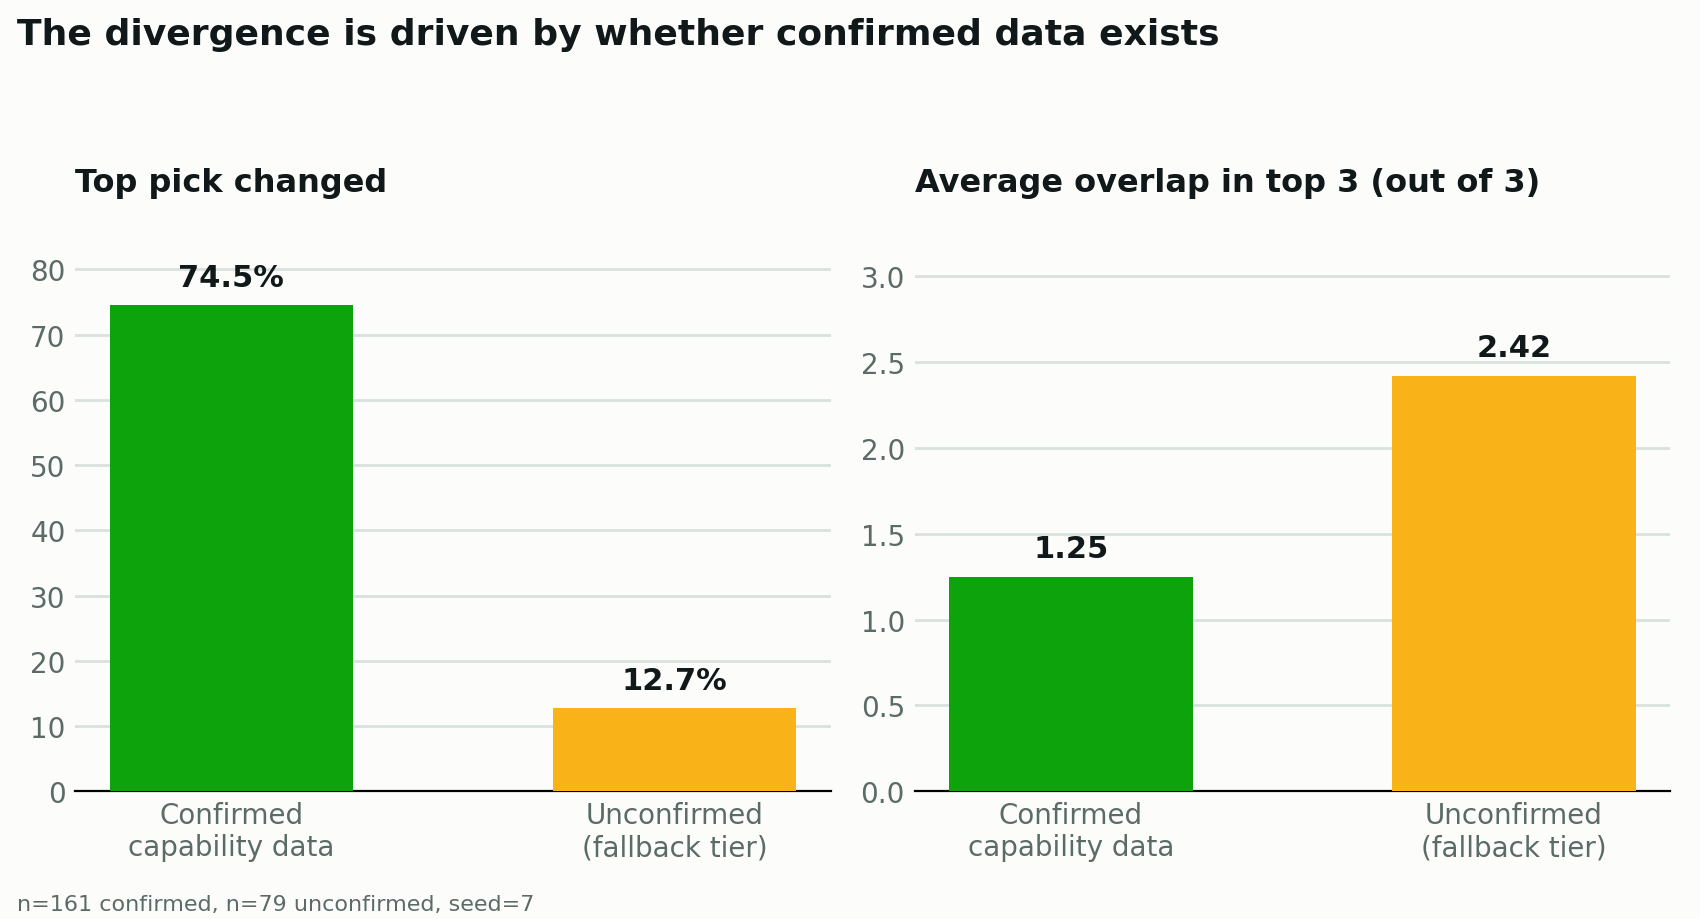 The divergence is driven by whether confirmed data exists
Top pick changed
80
70
60
50
40
30
20
10
0
74.5%
12.7%
Confirmed
capability data
Unconfirmed
(fallback tier)
Average overlap in top 3 (out of 3)
3.0
2.5
2.0
1.5
1.0
0.5
0.0
1.25
2.42
Confirmed
capability data
Unconfirmed
(fallback tier)
n=161 confirmed, n=79 unconfirmed, seed=7